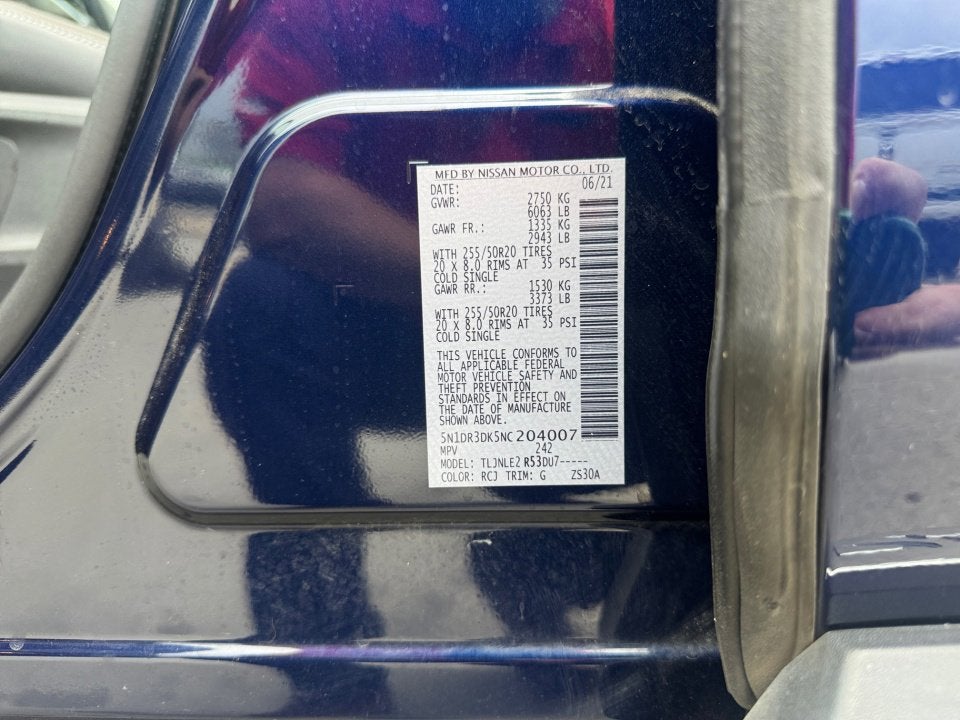 MFD BY NISSAN MOTOR CO., LTD.
DATE: 06/21
GVWR: 2750 KG
6063 LB
GAWR FR.: 1335 KG
2943 LB
WITH 255/50R20 TIRES
20 X 8.0 RIMS AT 35 PSI
COLD SINGLE
GAWR RR.: 1530 KG
3373 LB
WITH 255/50R20 TIRES
20 X 8.0 RIMS AT 35 PSI
COLD SINGLE
THIS VEHICLE CONFORMS TO
ALL APPLICABLE FEDERAL
MOTOR VEHICLE SAFETY AND
THEFT PREVENTION
STANDARDS IN EFFECT ON
THE DATE OF MANUFACTURE
SHOWN ABOVE.
5N1DR3DK5NC204007
MPV 242
MODEL: TLJNLE2 R53DU7-----
COLOR: RCJ TRIM: G ZS30A